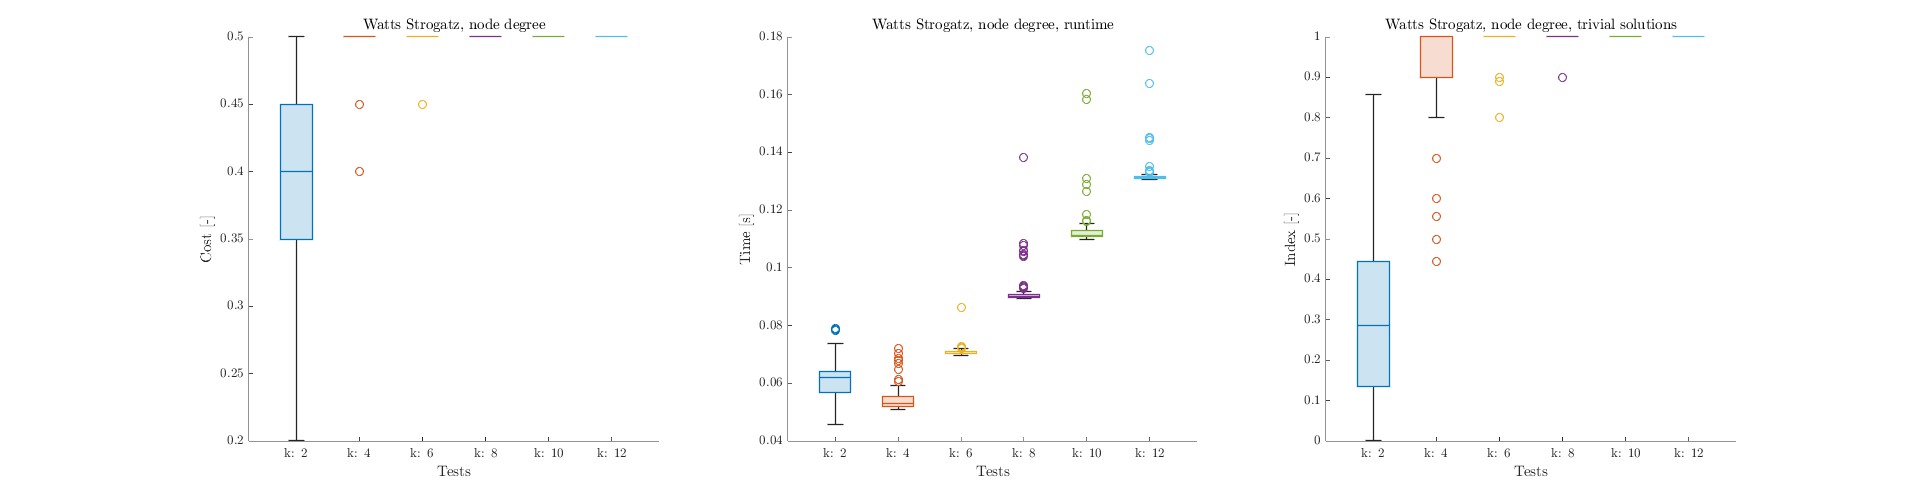 Watts Strogatz, node degree
Cost [-]
0.5
0.45
0.4
0.35
0.3
0.25
0.2
k: 2 k: 4 k: 6 k: 8 k: 10 k: 12
Tests
Watts Strogatz, node degree, runtime
Time [s]
0.18
0.16
0.14
0.12
0.1
0.08
0.06
0.04
k: 2 k: 4 k: 6 k: 8 k: 10 k: 12
Tests
Watts Strogatz, node degree, trivial solutions
Index [-]
1
0.9
0.8
0.7
0.6
0.5
0.4
0.3
0.2
0.1
0
k: 2 k: 4 k: 6 k: 8 k: 10 k: 12
Tests